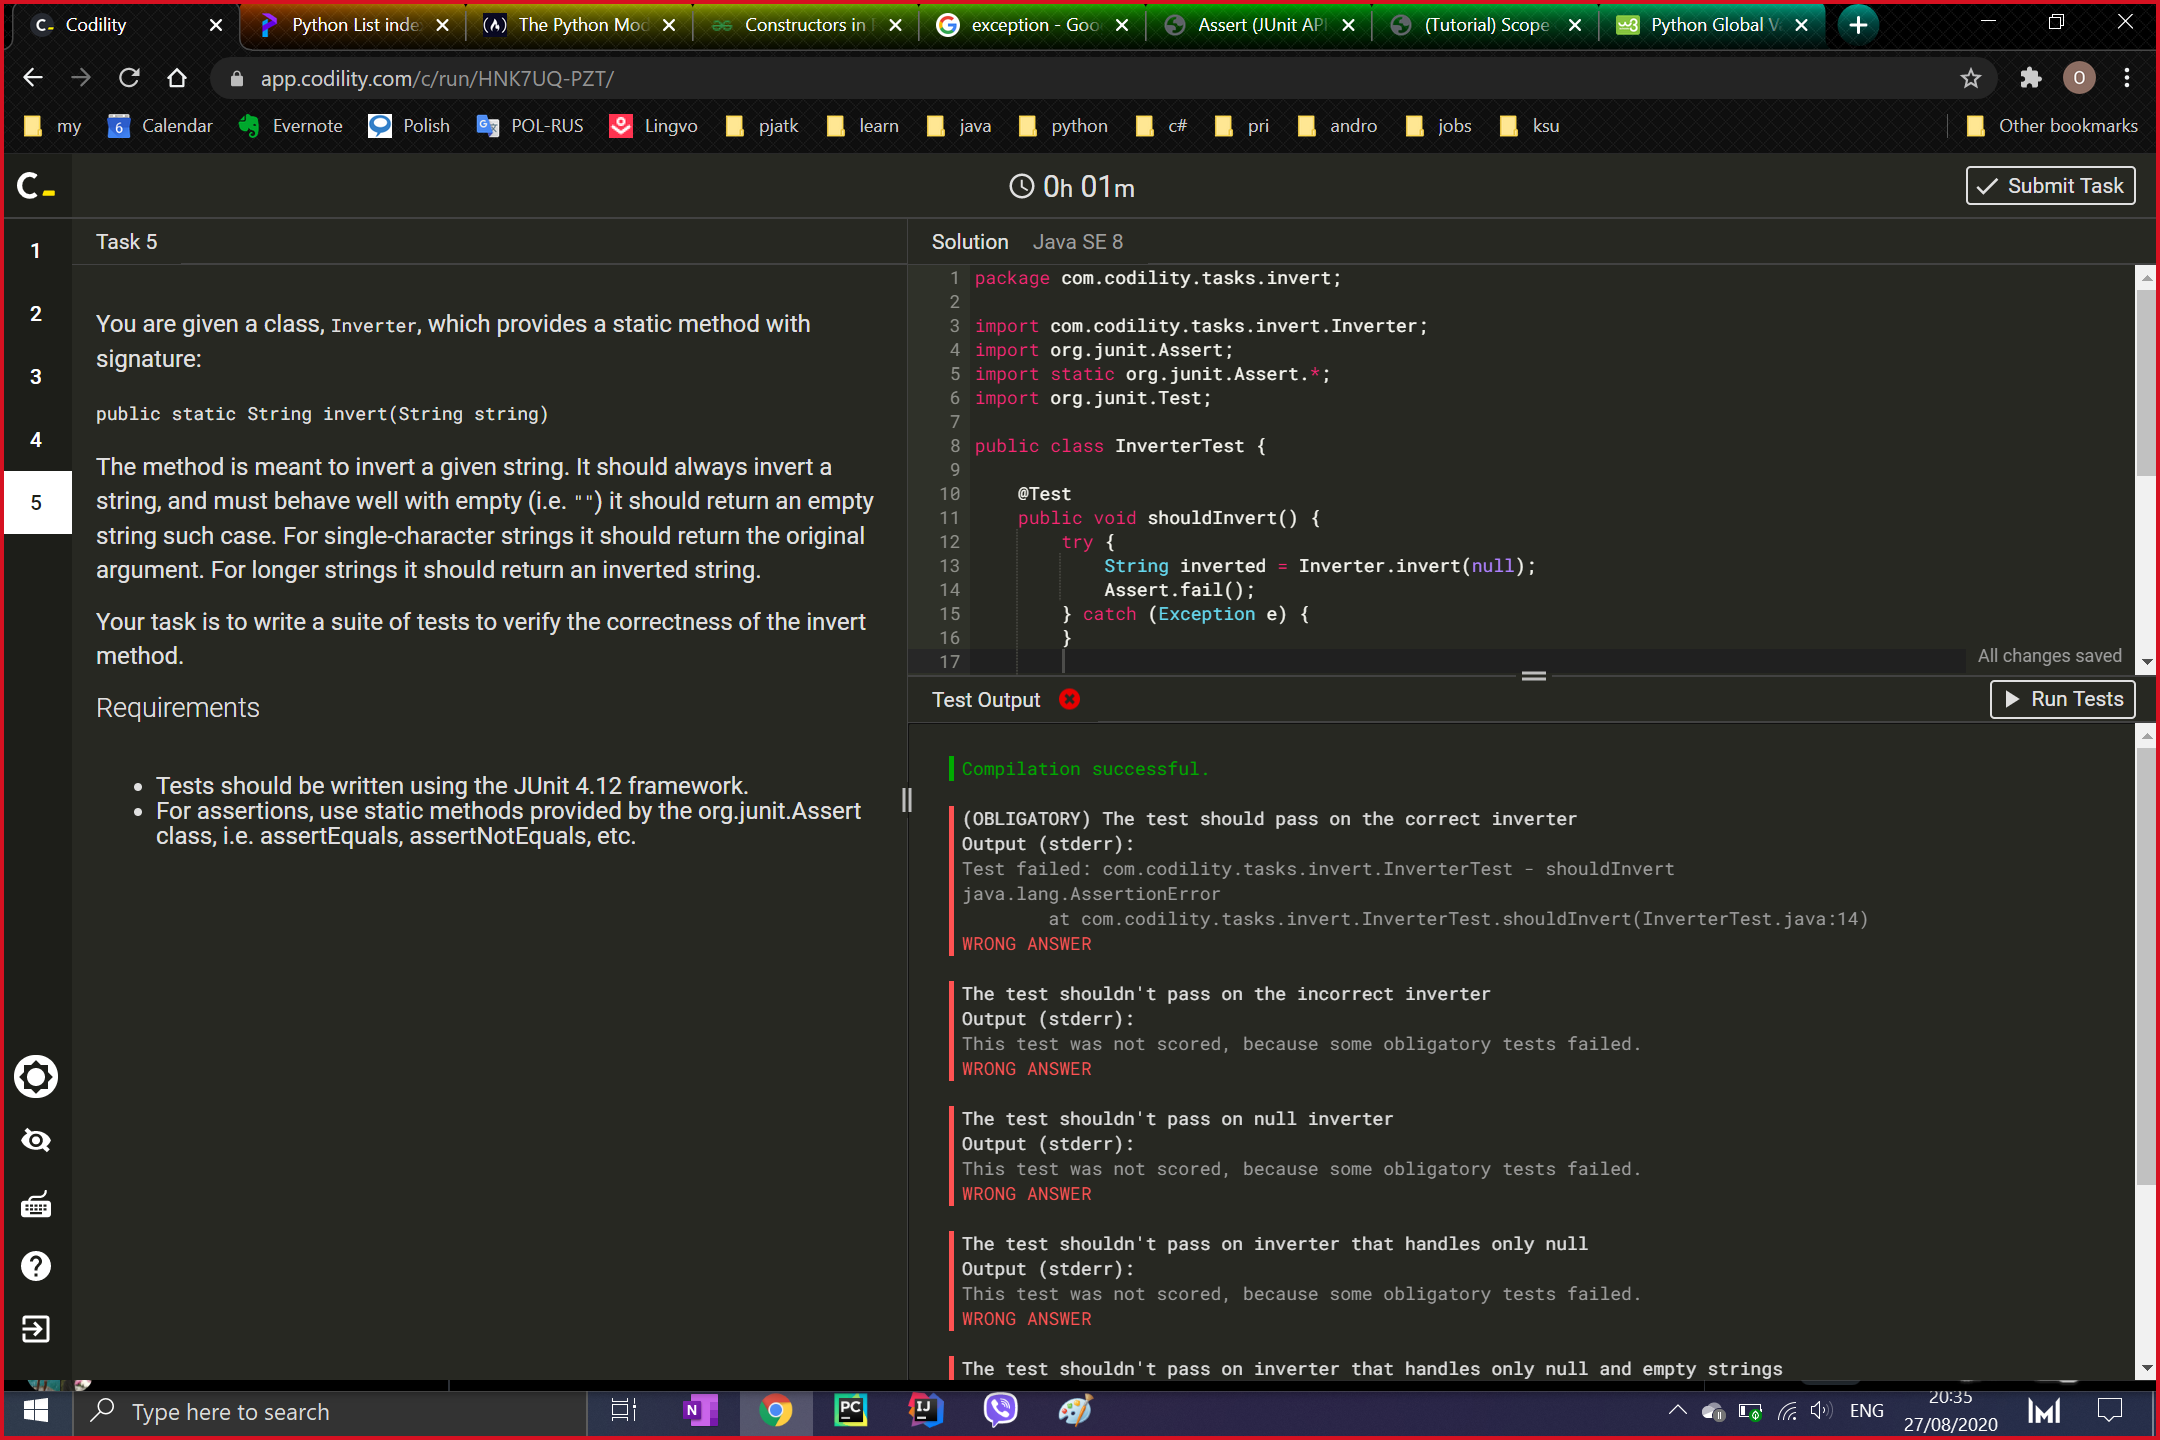 Codility
Python List inde
The Python Mod
Constructors in
exception - Goo
Assert (JUnit API
(Tutorial) Scope
Python Global V
app.codility.com/c/run/HNK7UQ-PZT/
O
my
6
Calendar
Evernote
Polish
POL-RUS
Lingvo
pjatk
learn
java
python
c#
pri
andro
jobs
ksu
Other bookmarks
C
0h 01m
Submit Task
1
2
3
4
5
Task 5
You are given a class, Inverter, which provides a static method with
signature:
public static String invert(String string)
The method is meant to invert a given string. It should always invert a
string, and must behave well with empty (i.e. "") it should return an empty
string such case. For single-character strings it should return the original
argument. For longer strings it should return an inverted string.
Your task is to write a suite of tests to verify the correctness of the invert
method.
Requirements
• Tests should be written using the JUnit 4.12 framework.
• For assertions, use static methods provided by the org.junit.Assert
class, i.e. assertEquals, assertNotEquals, etc.
Solution Java SE 8
1 package com.codility.tasks.invert;
2
3 import com.codility.tasks.invert.Inverter;
4 import org.junit.Assert;
5 import static org.junit.Assert.*;
6 import org.junit.Test;
7
8 public class InverterTest {
9
10 @Test
11 public void shouldInvert() {
12 try {
13 String inverted = Inverter.invert(null);
14 Assert.fail();
15 } catch (Exception e) {
16 }
17
All changes saved
Test Output
Run Tests
Compilation successful.
(OBLIGATORY) The test should pass on the correct inverter
Output (stderr):
Test failed: com.codility.tasks.invert.InverterTest - shouldInvert
java.lang.AssertionError
at com.codility.tasks.invert.InverterTest.shouldInvert(InverterTest.java:14)
WRONG ANSWER
The test shouldn't pass on the incorrect inverter
Output (stderr):
This test was not scored, because some obligatory tests failed.
WRONG ANSWER
The test shouldn't pass on null inverter
Output (stderr):
This test was not scored, because some obligatory tests failed.
WRONG ANSWER
The test shouldn't pass on inverter that handles only null
Output (stderr):
This test was not scored, because some obligatory tests failed.
WRONG ANSWER
The test shouldn't pass on inverter that handles only null and empty strings
Type here to search
N
PC
IJ
ENG
20:35
27/08/2020